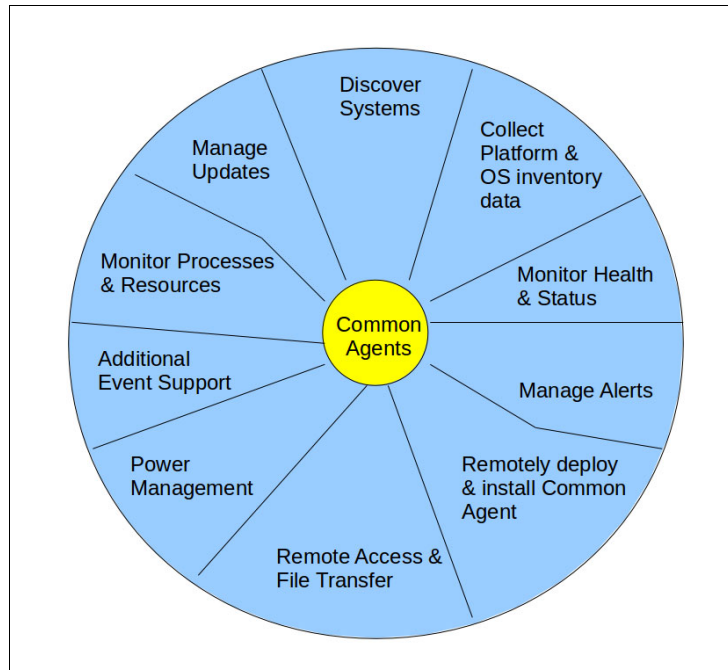 Discover
Systems
Collect
Platform &
OS inventory
data
Manage
Updates
Monitor Processes
& Resources
Monitor Health
& Status
Common
Agents
Additional
Event Support
Manage Alerts
Power
Management
Remotely deploy
& install Common
Agent
Remote Access &
File Transfer